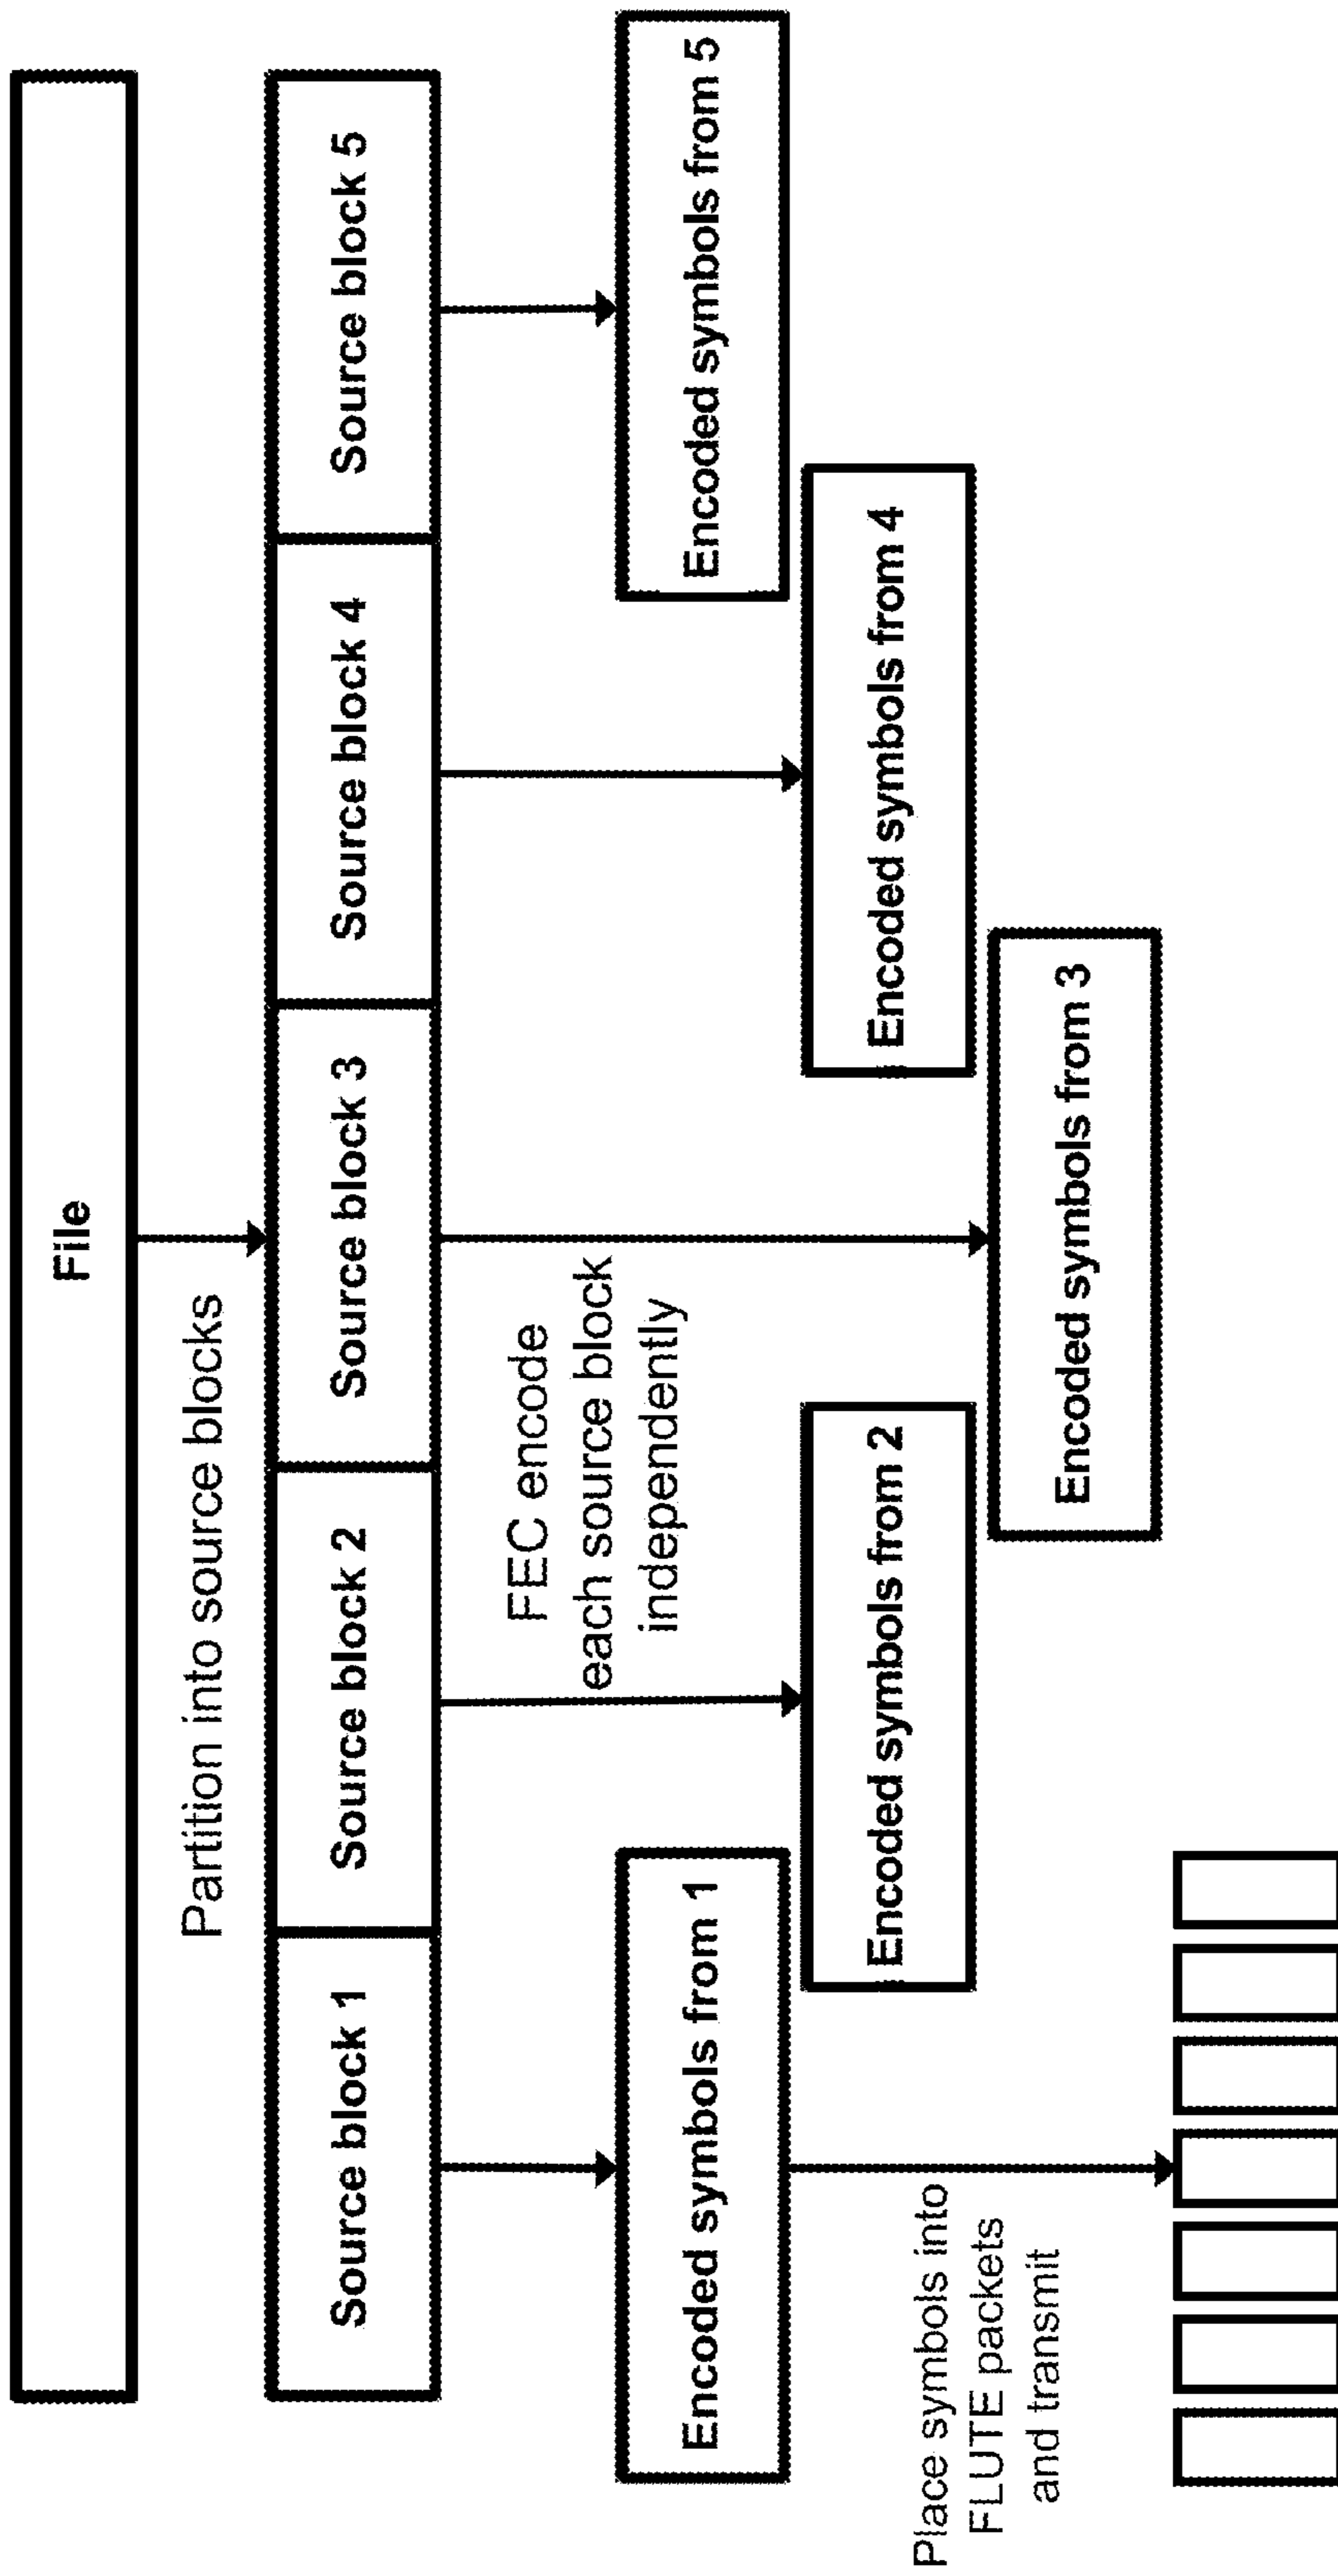 File
Partition into source blocks
Source block 1
Source block 2
Source block 3
Source block 4
Source block 5
FEC encode
each source block
independently
Encoded symbols from 1
Encoded symbols from 5
Encoded symbols from 2
Encoded symbols from 4
Encoded symbols from 3
Place symbols into
FLUTE packets
and transmit